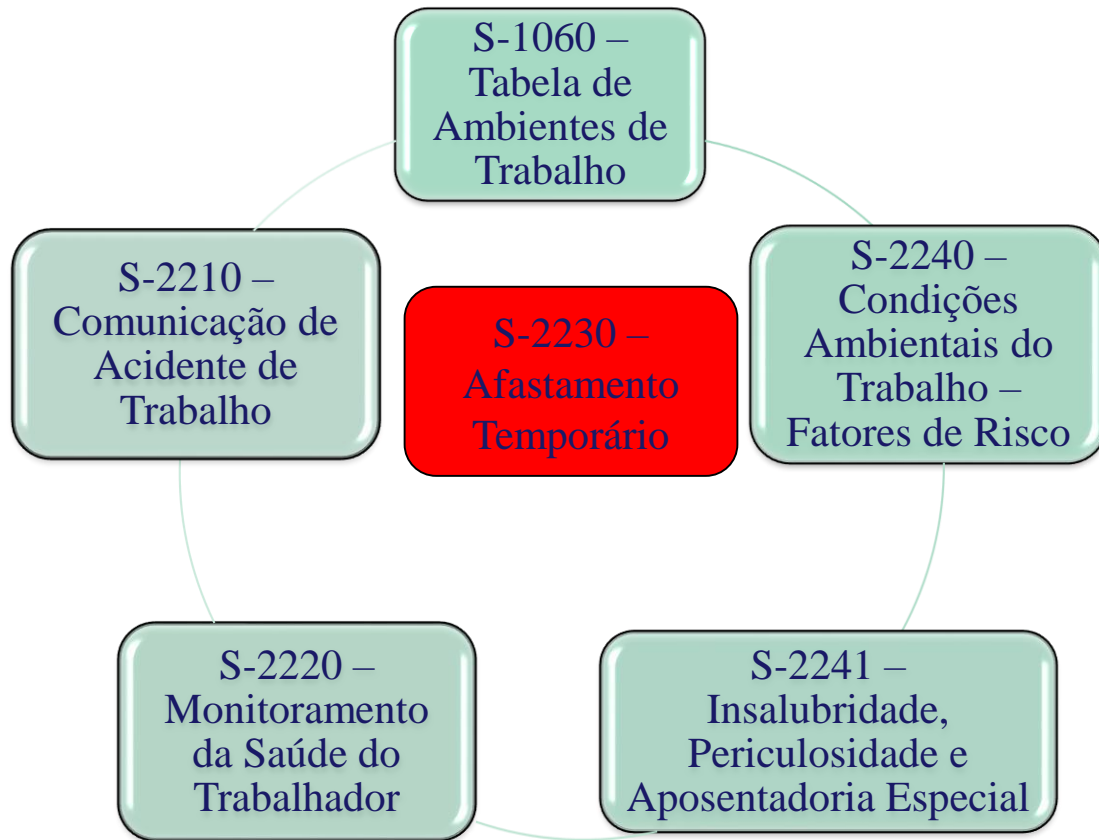 S-1060 –
Tabela de
Ambientes de
Trabalho
S-2210 –
Comunicação de
Acidente de
Trabalho
S-2230 –
Afastamento
Temporário
S-2240 –
Condições
Ambientais do
Trabalho –
Fatores de Risco
S-2220 –
Monitoramento
da Saúde do
Trabalhador
S-2241 –
Insalubridade,
Periculosidade e
Aposentadoria Especial